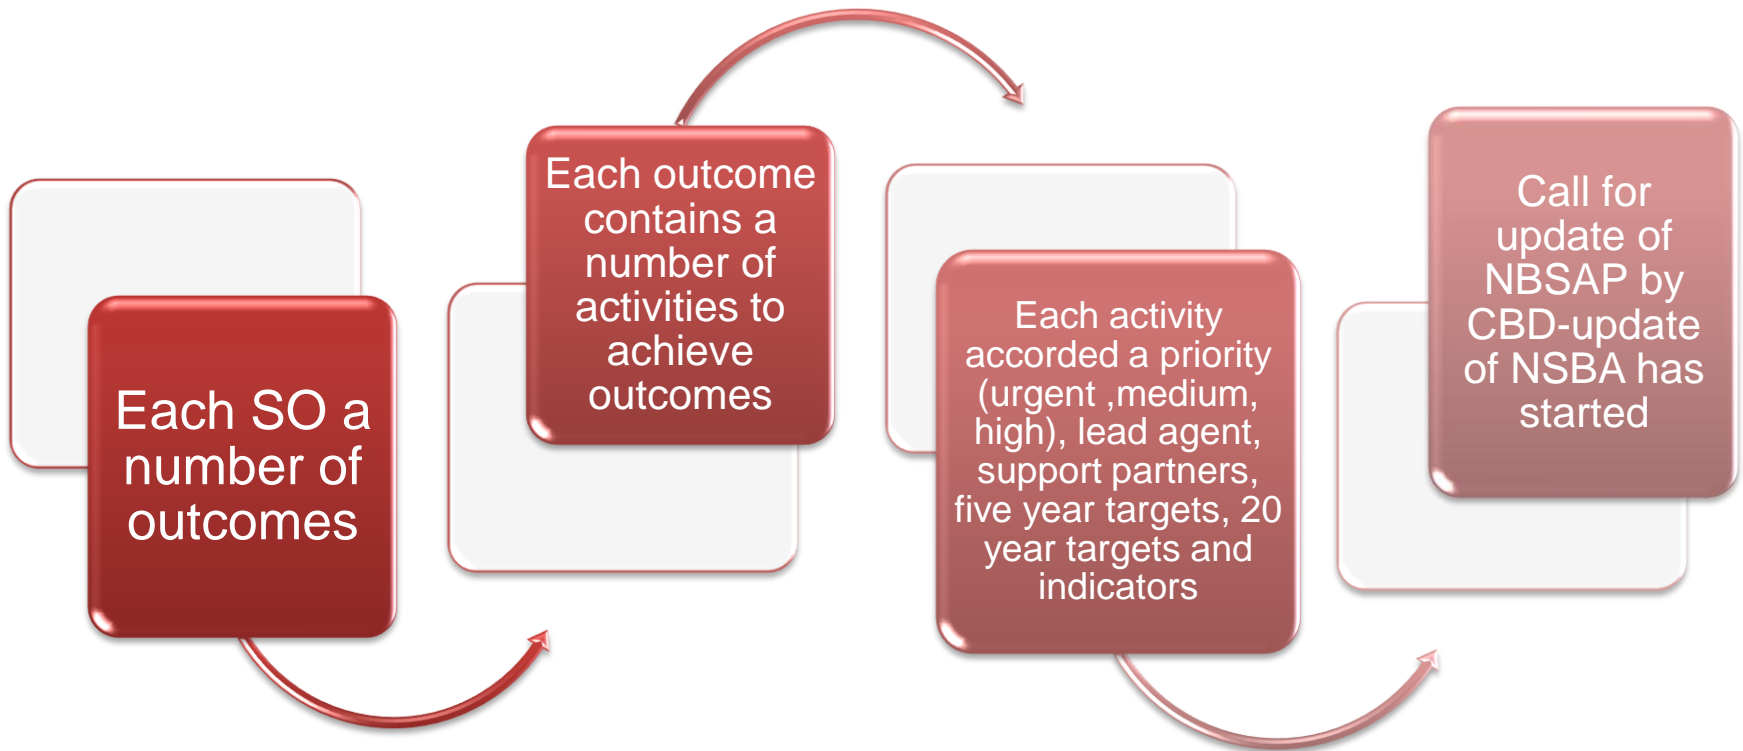 Each SO a
number of
outcomes
Each outcome
contains a
number of
activities to
achieve
outcomes
Each activity
accorded a priority
(urgent ,medium,
high), lead agent,
support partners,
five year targets, 20
year targets and
indicators
Call for
update of
NBSAP by
CBD-update
of NSBA has
started